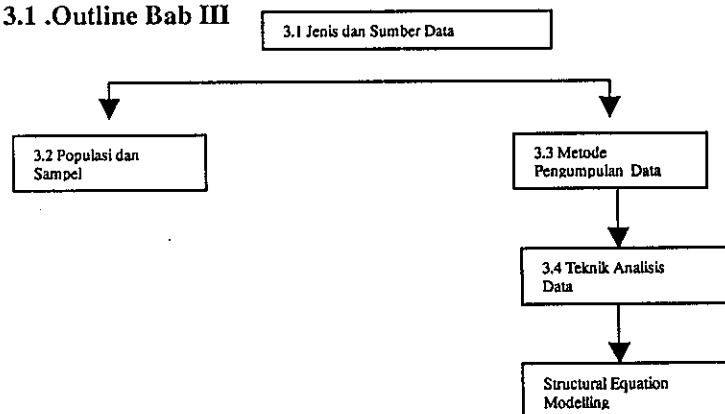 3.1 .Outline Bab III
3.1 Jenis dan Sumber Data
3.2 Populasi dan
Sampel
3.3 Metode
Pengumpulan Data
3.4 Teknik Analisis
Data
Structural Equation
Modelling